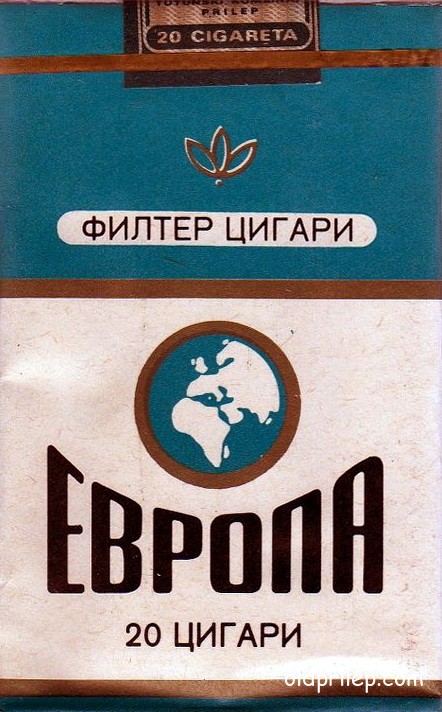 PRILEP
20 CIGARETA
ФИЛТЕР ЦИГАРИ
ЕВРОПА
20 ЦИГАРИ
oldprilep.com